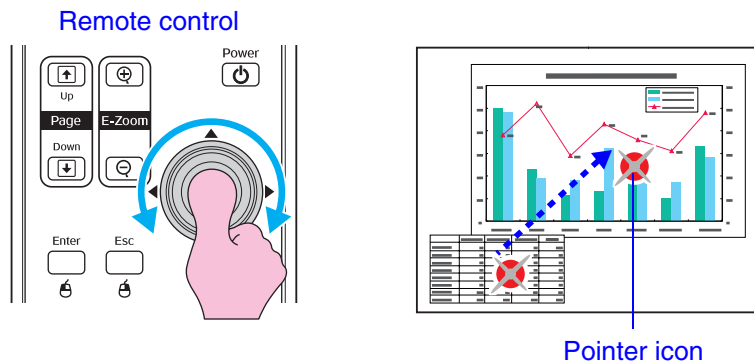 Remote control
Power
Up
Page
E-Zoom
Down
Enter
Esc
Pointer icon